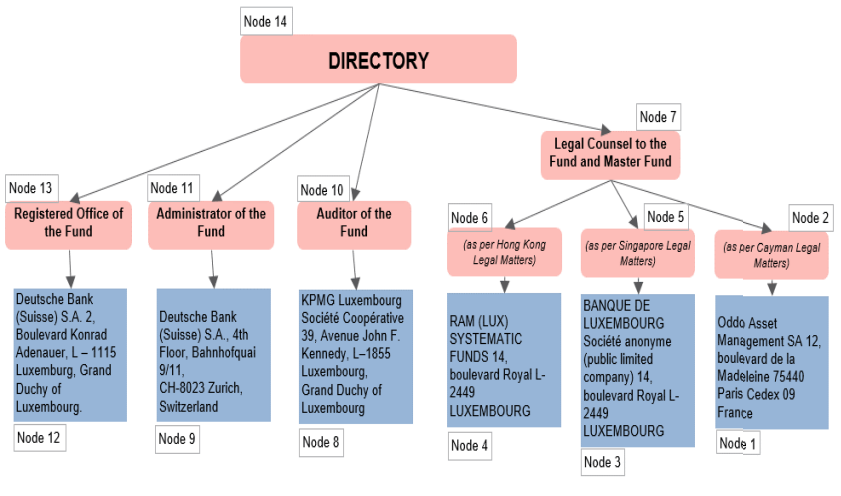 Node 14
DIRECTORY
Node 7
Legal Counsel to the
Fund and Master Fund
Node 13
Registered Office of
the Fund
Node 11
Administrator of the
Fund
Node 10
Auditor of the
Fund
Node 6
(as per Hong Kong
Legal Matters)
Node 5
(as per Singapore Legal
Matters)
Node 2
(as per Cayman Legal
Matters)
Deutsche Bank
(Suisse) S.A. 2,
Boulevard Konrad
Adenauer, L – 1115
Luxemburg, Grand
Duchy of
Luxembourg.
Node 12
Deutsche Bank
(Suisse) S.A., 4th
Floor, Bahnhofquai
9/11,
CH-8023 Zurich,
Switzerland
Node 9
KPMG Luxembourg
Société Coopérative
39, Avenue John F.
Kennedy, L–1855
Luxembourg,
Grand Duchy of
Luxembourg
Node 8
RAM (LUX)
SYSTEMATIC
FUNDS 14,
boulevard Royal L-
2449
LUXEMBOURG
Node 4
BANQUE DE
LUXEMBOURG
Société anonyme
(public limited
company) 14,
boulevard Royal L-
2449
LUXEMBOURG
Node 3
Oddo Asset
Management SA 12,
boulevard de la
Madeleine 75440
Paris Cedex 09
France
Node 1